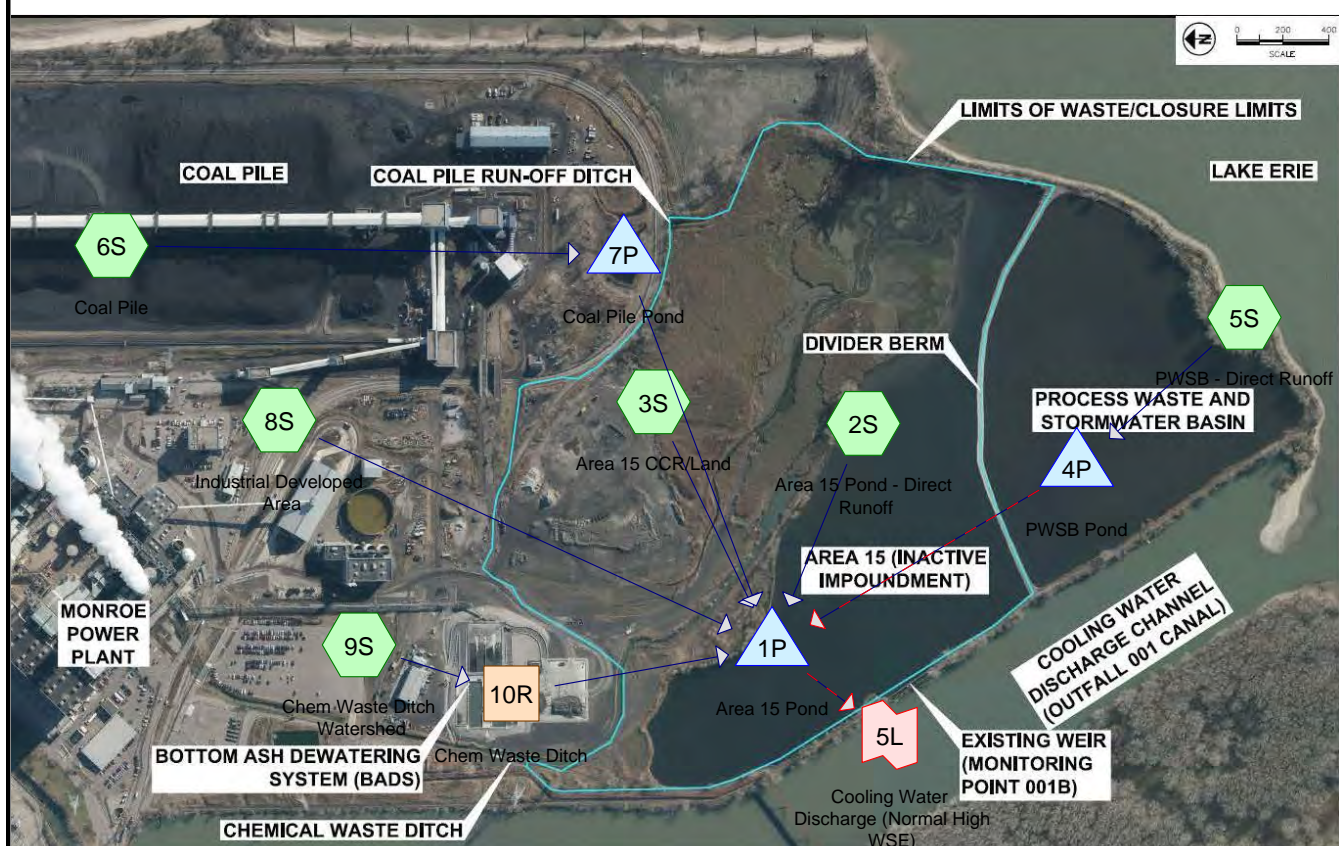 N
0 200 400
SCALE
LIMITS OF WASTE/CLOSURE LIMITS
LAKE ERIE
COAL PILE
COAL PILE RUN-OFF DITCH
6S
Coal Pile
7P
Coal Pile Pond
5S
PWSB - Direct Runoff
DIVIDER BERM
PROCESS WASTE AND
STORMWATER BASIN
3S
Area 15 CCR/Land
2S
Area 15 Pond - Direct
Runoff
8S
Industrial Developed
Area
4P
PWSB Pond
AREA 15 (INACTIVE
IMPOUNDMENT)
MONROE
POWER
PLANT
9S
Chem Waste Ditch
Watershed
10R
Chem Waste Ditch
1P
Area 15 Pond
COOLING WATER
DISCHARGE CHANNEL
(OUTFALL 001 CANAL)
BOTTOM ASH DEWATERING
SYSTEM (BADS)
5L
Cooling Water
Discharge (Normal High
WSE)
EXISTING WEIR
(MONITORING
POINT 001B)
CHEMICAL WASTE DITCH